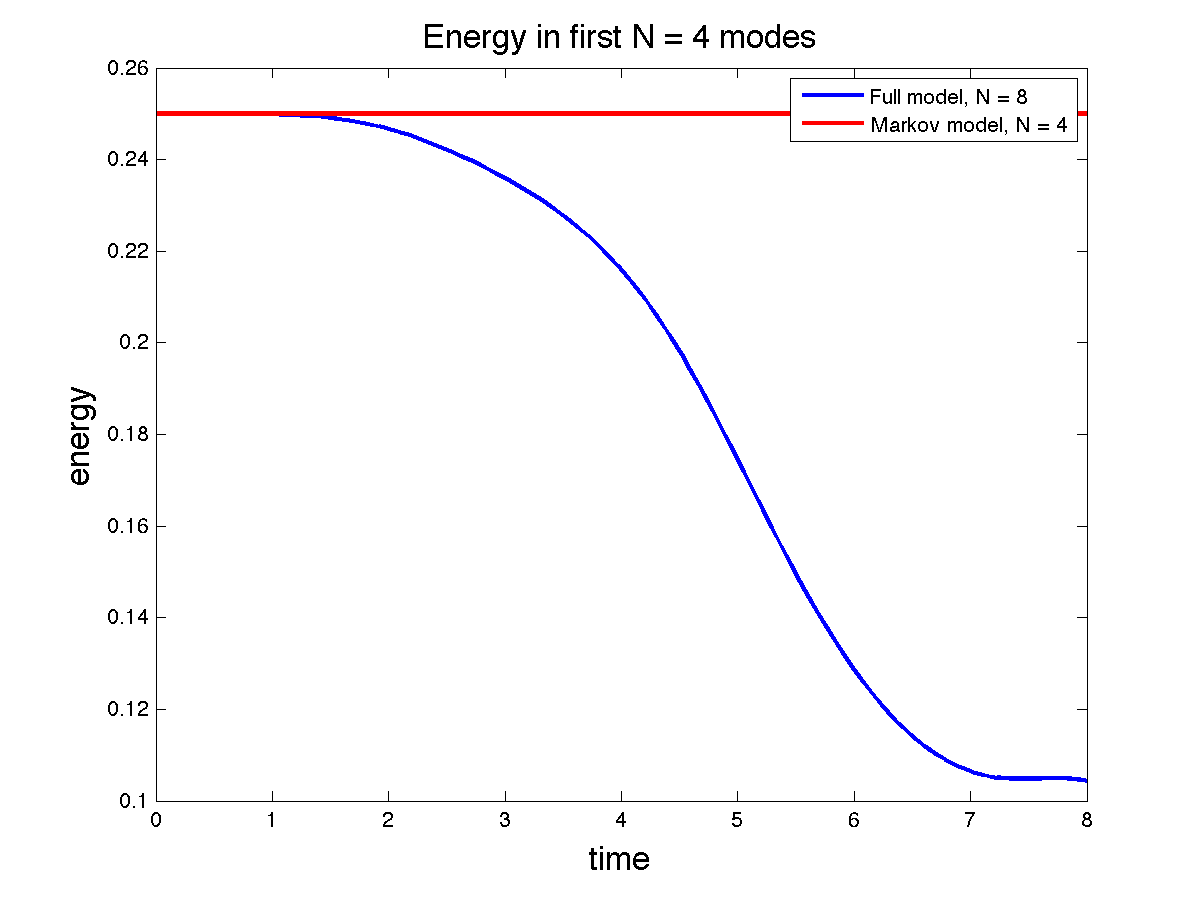 Energy in first N = 4 modes
Full model, N = 8
Markov model, N = 4
0.26
0.24
0.22
0.2
0.18
0.16
0.14
0.12
0.1
energy
0 1 2 3 4 5 6 7 8
time